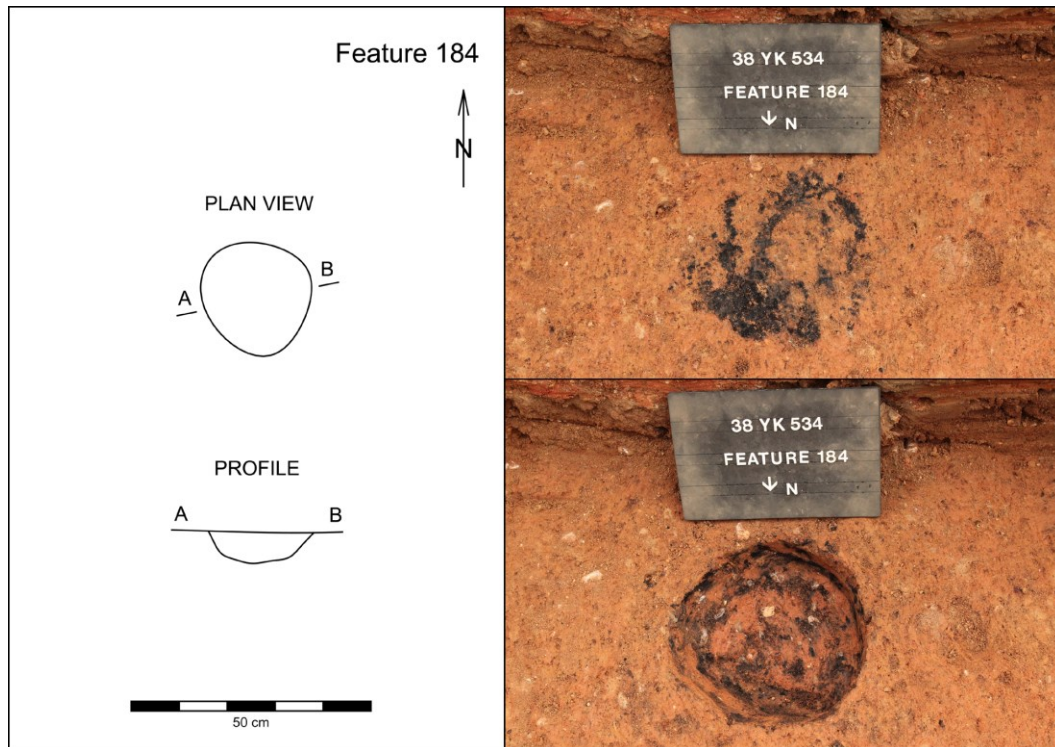 Feature 184
N
PLAN VIEW
A
B
PROFILE
A B
50 cm
38 YK 534
FEATURE 184
↓ N
38 YK 534
FEATURE 184
↓ N